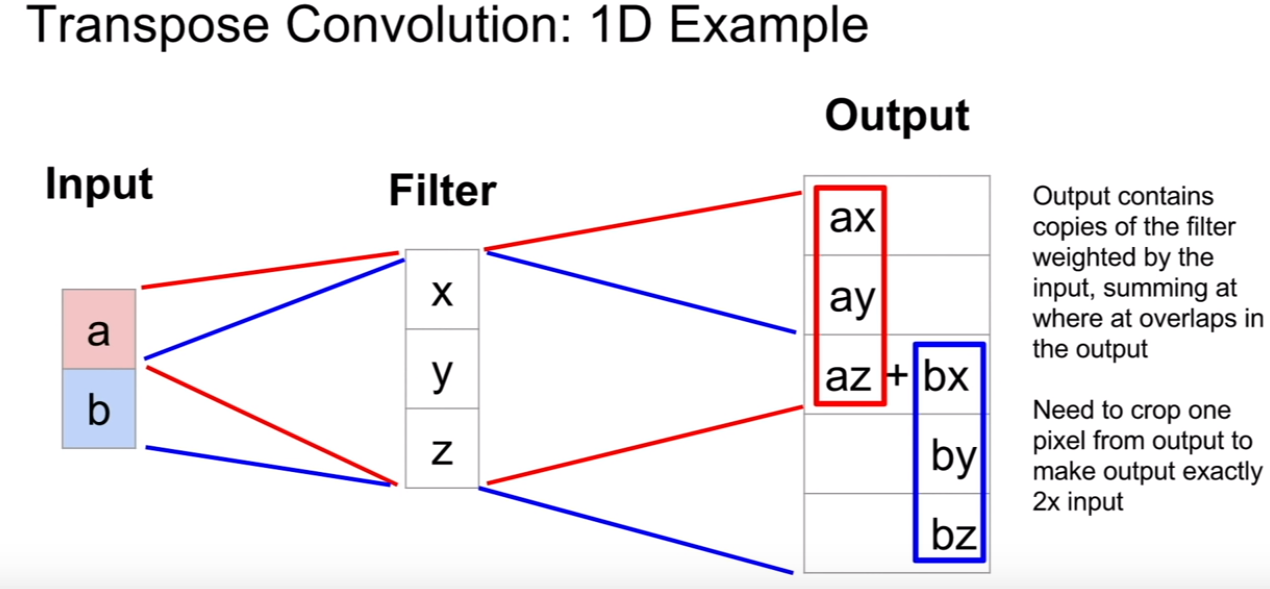 Transpose Convolution: 1D Example
Output
Input
Filter
a
b
x
y
z
ax
ay
az + bx
by
bz
Output contains
copies of the filter
weighted by the
input, summing at
where at overlaps in
the output
Need to crop one
pixel from output to
make output exactly
2x input